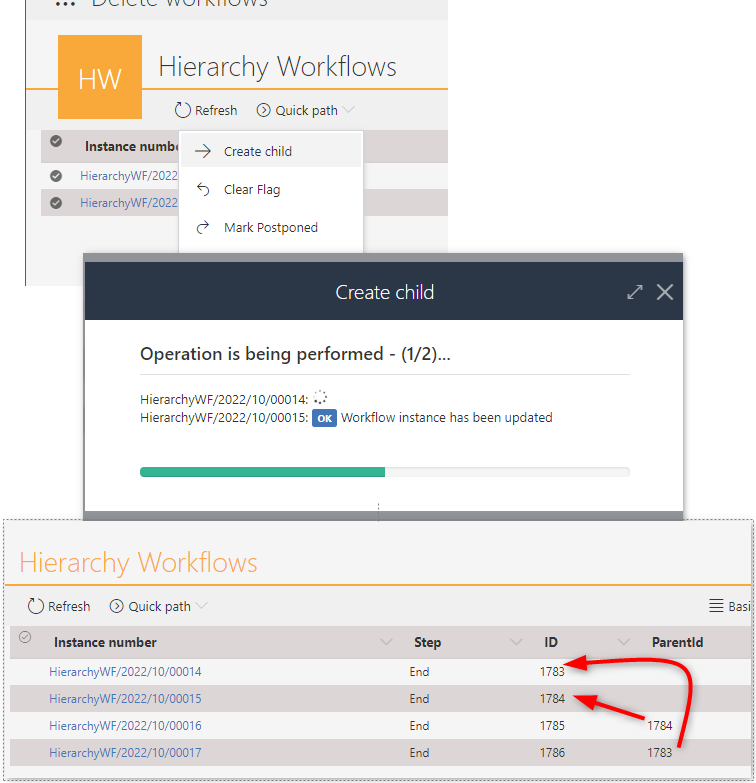 ... Delete Workflows
HW
Hierarchy Workflows
Refresh Quick path
Instance numb
Create child
HierarchyWF/2022
Clear Flag
HierarchyWF/202
Mark Postponed
Create child
Operation is being performed - (1/2)...
HierarchyWF/2022/10/00014:
HierarchyWF/2022/10/00015: OK Workflow instance has been updated
Hierarchy Workflows
Refresh Quick path Basi
Instance number Step ID ParentId
HierarchyWF/2022/10/00014 End 1783
HierarchyWF/2022/10/00015 End 1784
HierarchyWF/2022/10/00016 End 1785 1784
HierarchyWF/2022/10/00017 End 1786 1783